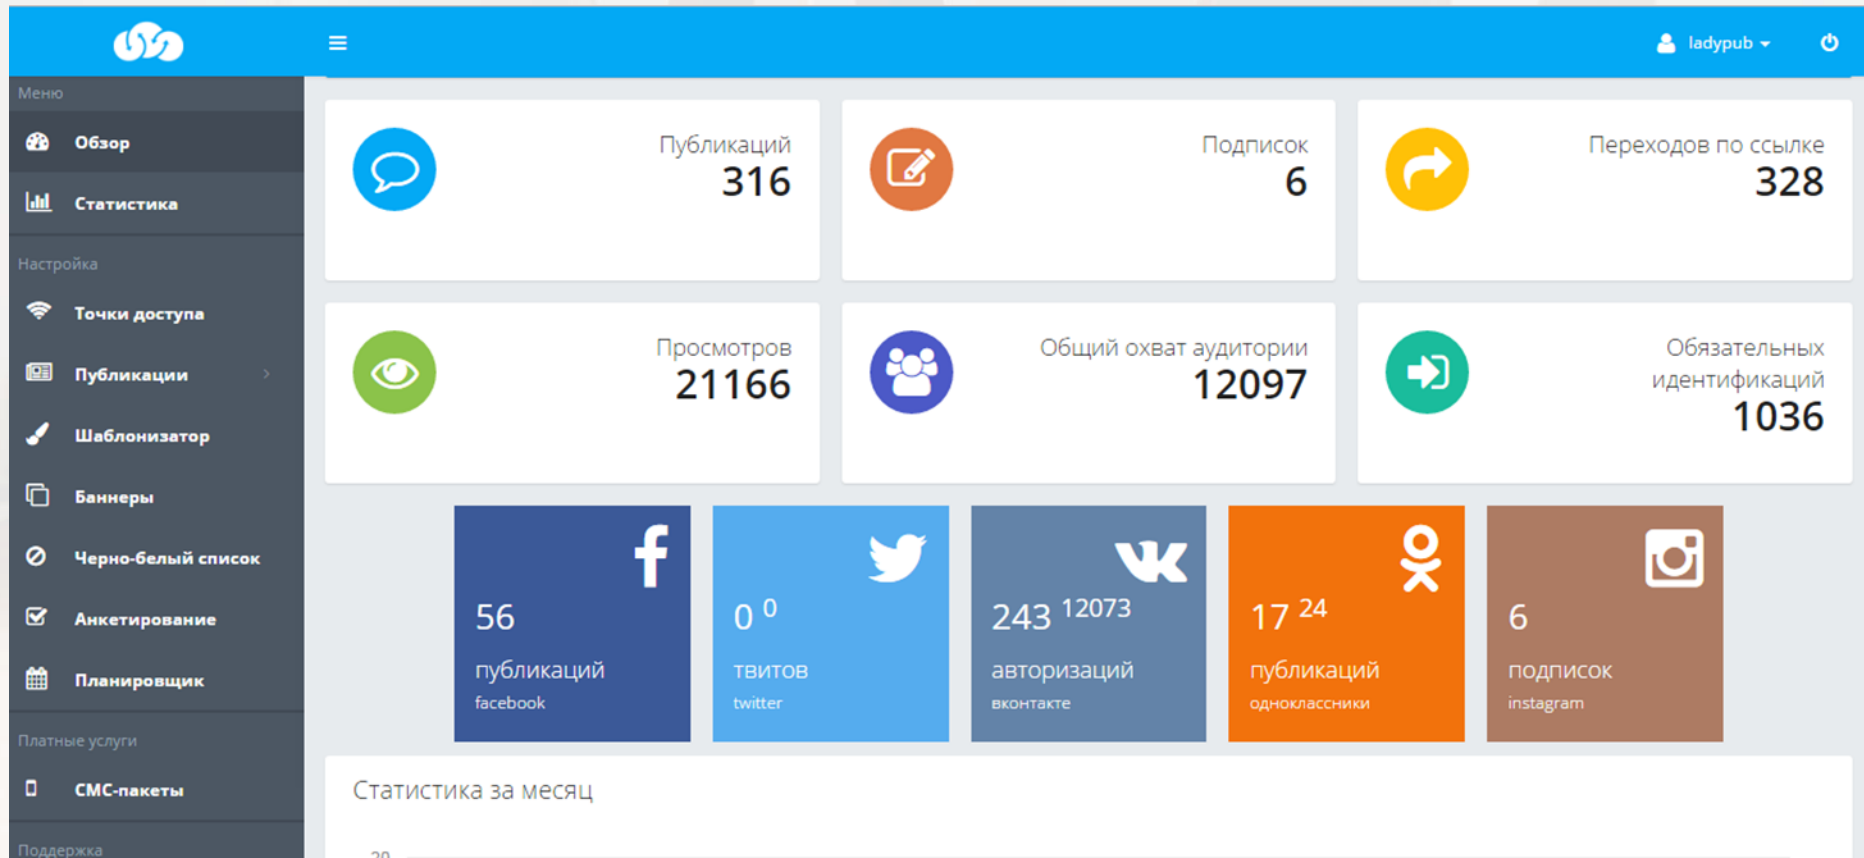 ladypub
Меню
Обзор
Статистика
Настройка
Точки доступа
Публикации
Шаблонизатор
Баннеры
Черно-белый список
Анкетирование
Планировщик
Платные услуги
СМС-пакеты
Поддержка
Публикаций
316
Подписок
6
Переходов по ссылке
328
Просмотров
21166
Общий охват аудитории
12097
Обязательных
идентификаций
1036
56
публикаций
facebook
0 0
твитов
twitter
243 12073
авторизаций
вконтакте
17 24
публикаций
одноклассники
6
подписок
instagram
Статистика за месяц
20